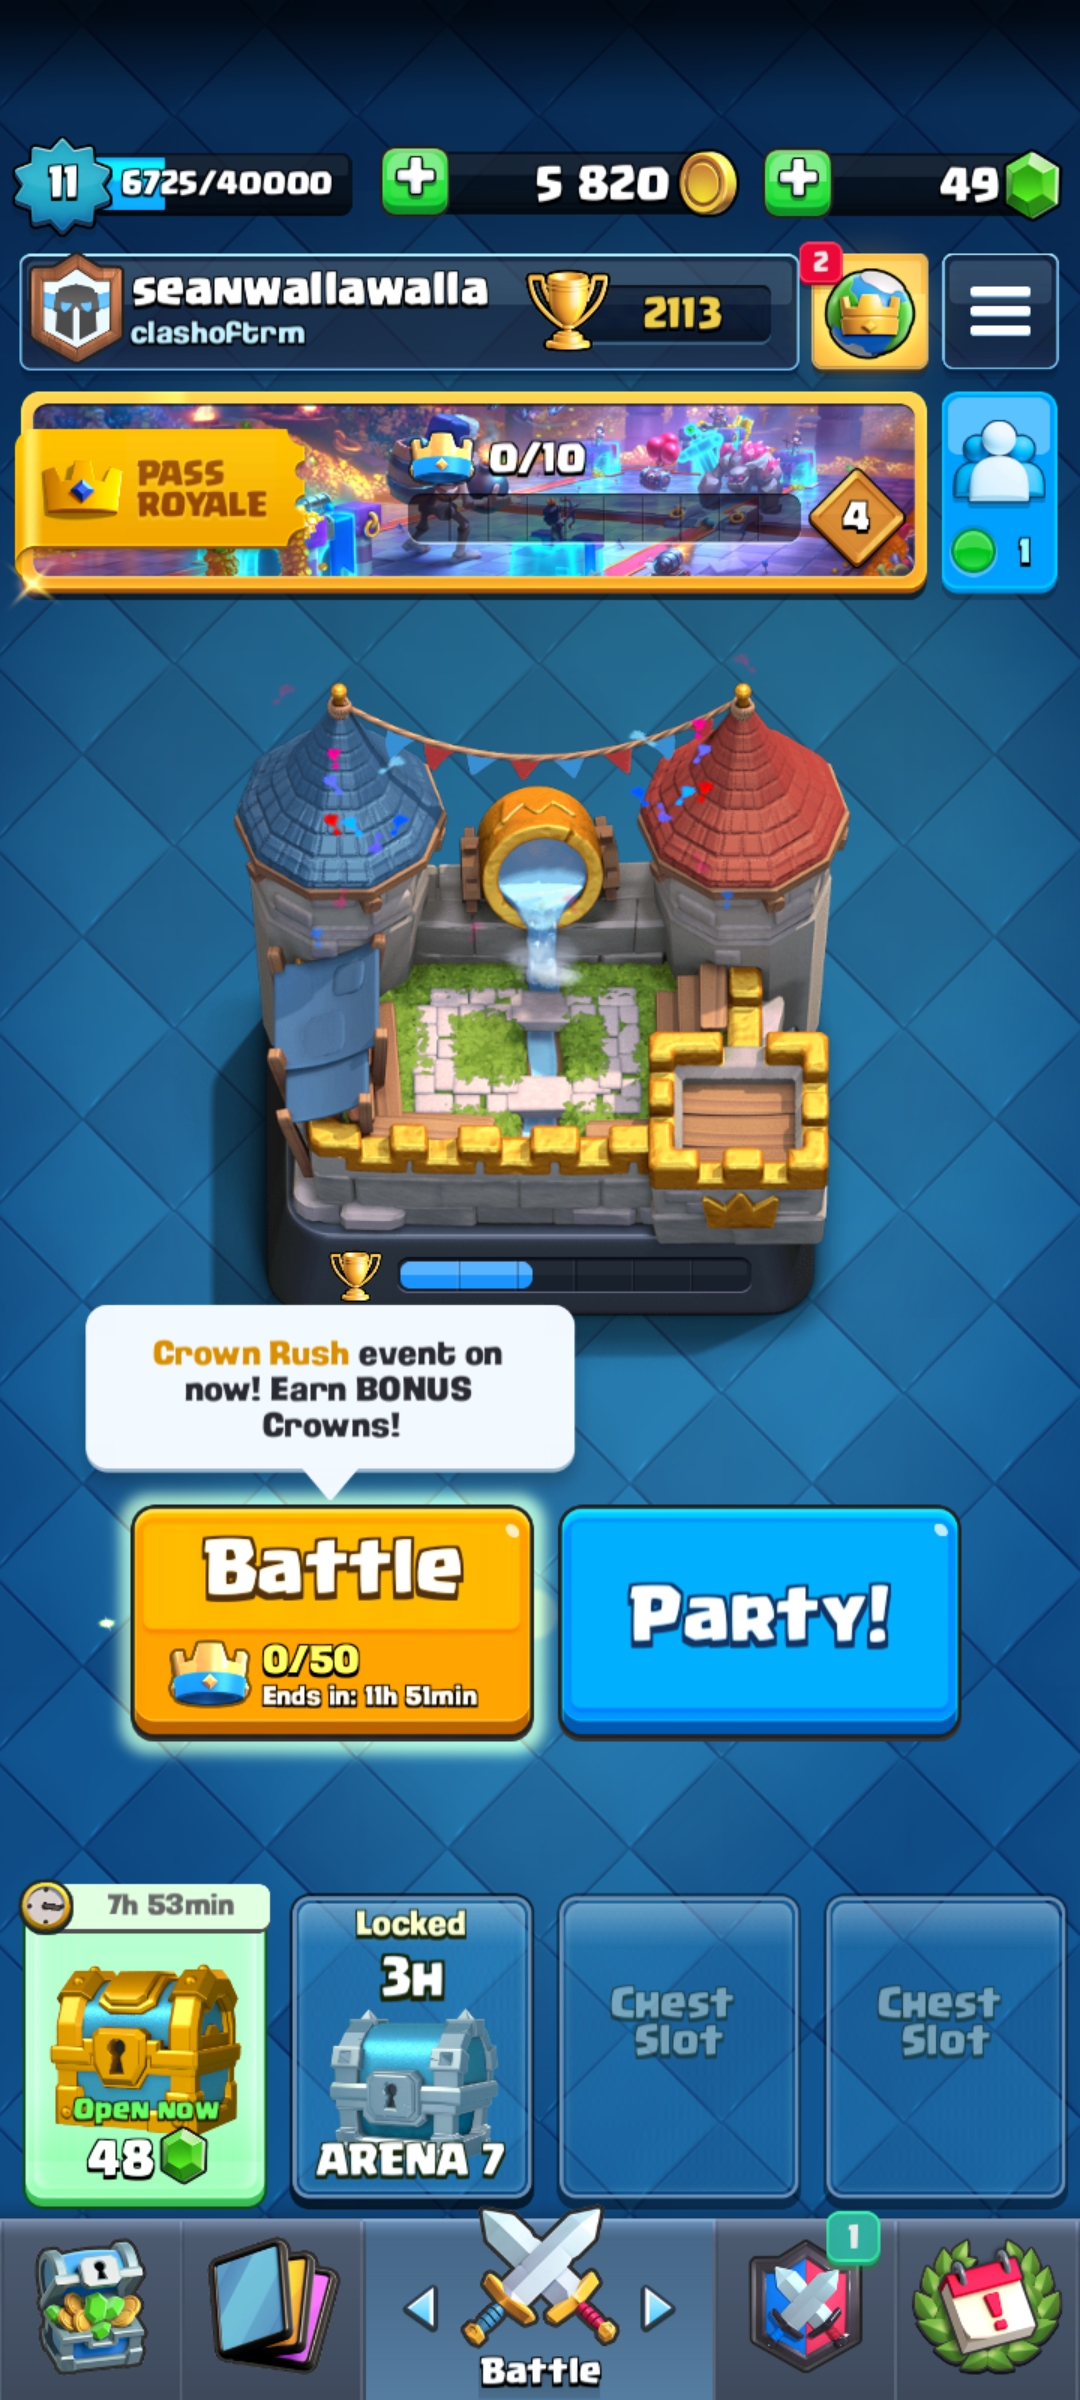 11
6725/40000
5 820
49
seanwallawalla
clashoftrm
2113
2
PASS
ROYALE
0/10
4
1
Crown Rush event on
now! Earn BONUS
Crowns!
Battle
0/50
Ends in: 11h 51min
Party!
7h 53min
Open now
48
Locked
3H
ARENA 7
Chest
Slot
Chest
Slot
1
Battle